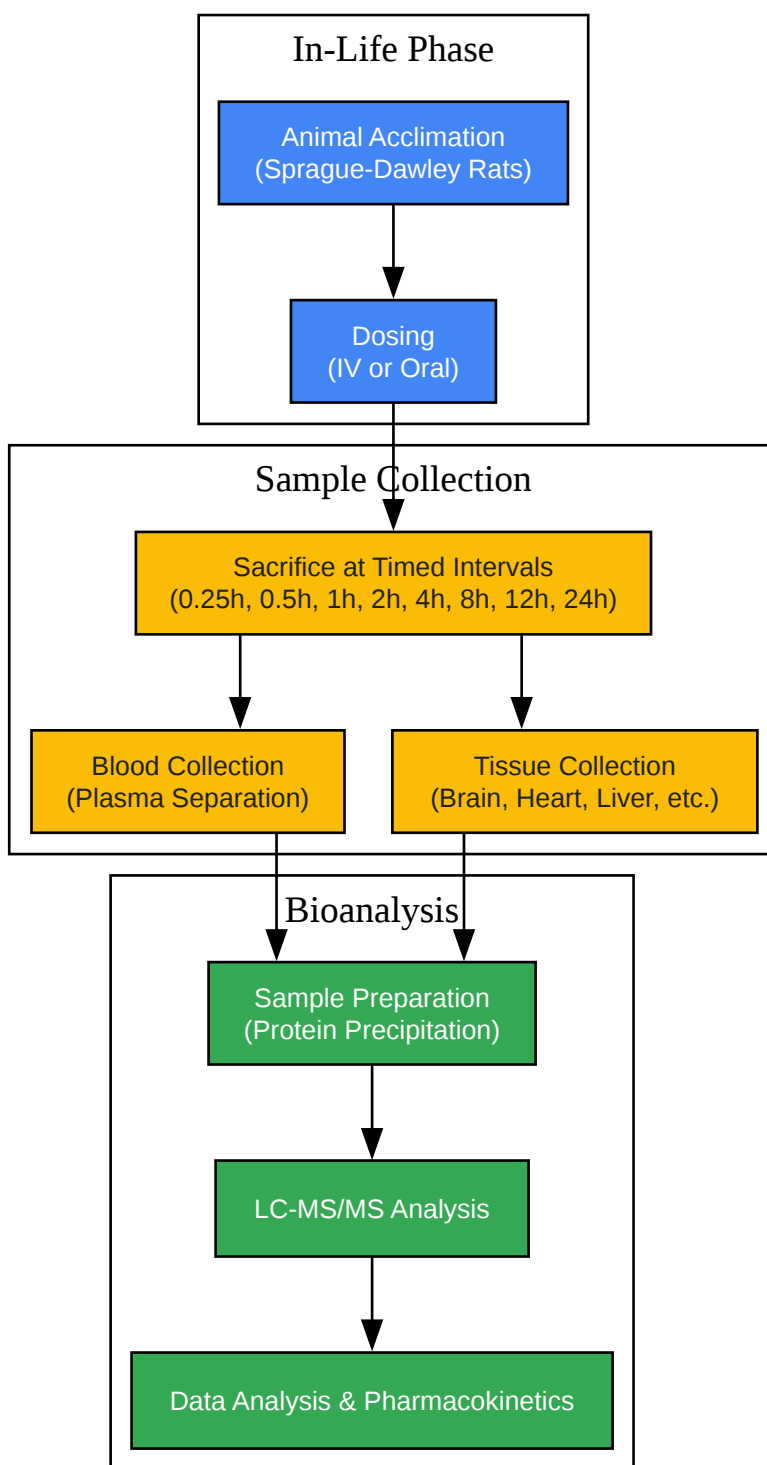 In-Life Phase
Animal Acclimation
(Sprague-Dawley Rats)
Dosing
(IV or Oral)
Sample Collection
Sacrifice at Timed Intervals
(0.25h, 0.5h, 1h, 2h, 4h, 8h, 12h, 24h)
Blood Collection
(Plasma Separation)
Tissue Collection
(Brain, Heart, Liver, etc.)
Bioanalysis
Sample Preparation
(Protein Precipitation)
LC-MS/MS Analysis
Data Analysis & Pharmacokinetics